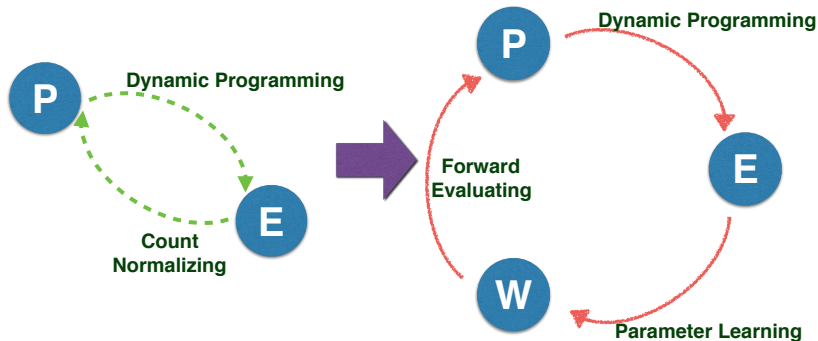 P
Dynamic Programming
E
Count
Normalizing
P
Dynamic Programming
E
Forward
Evaluating
W
Parameter Learning